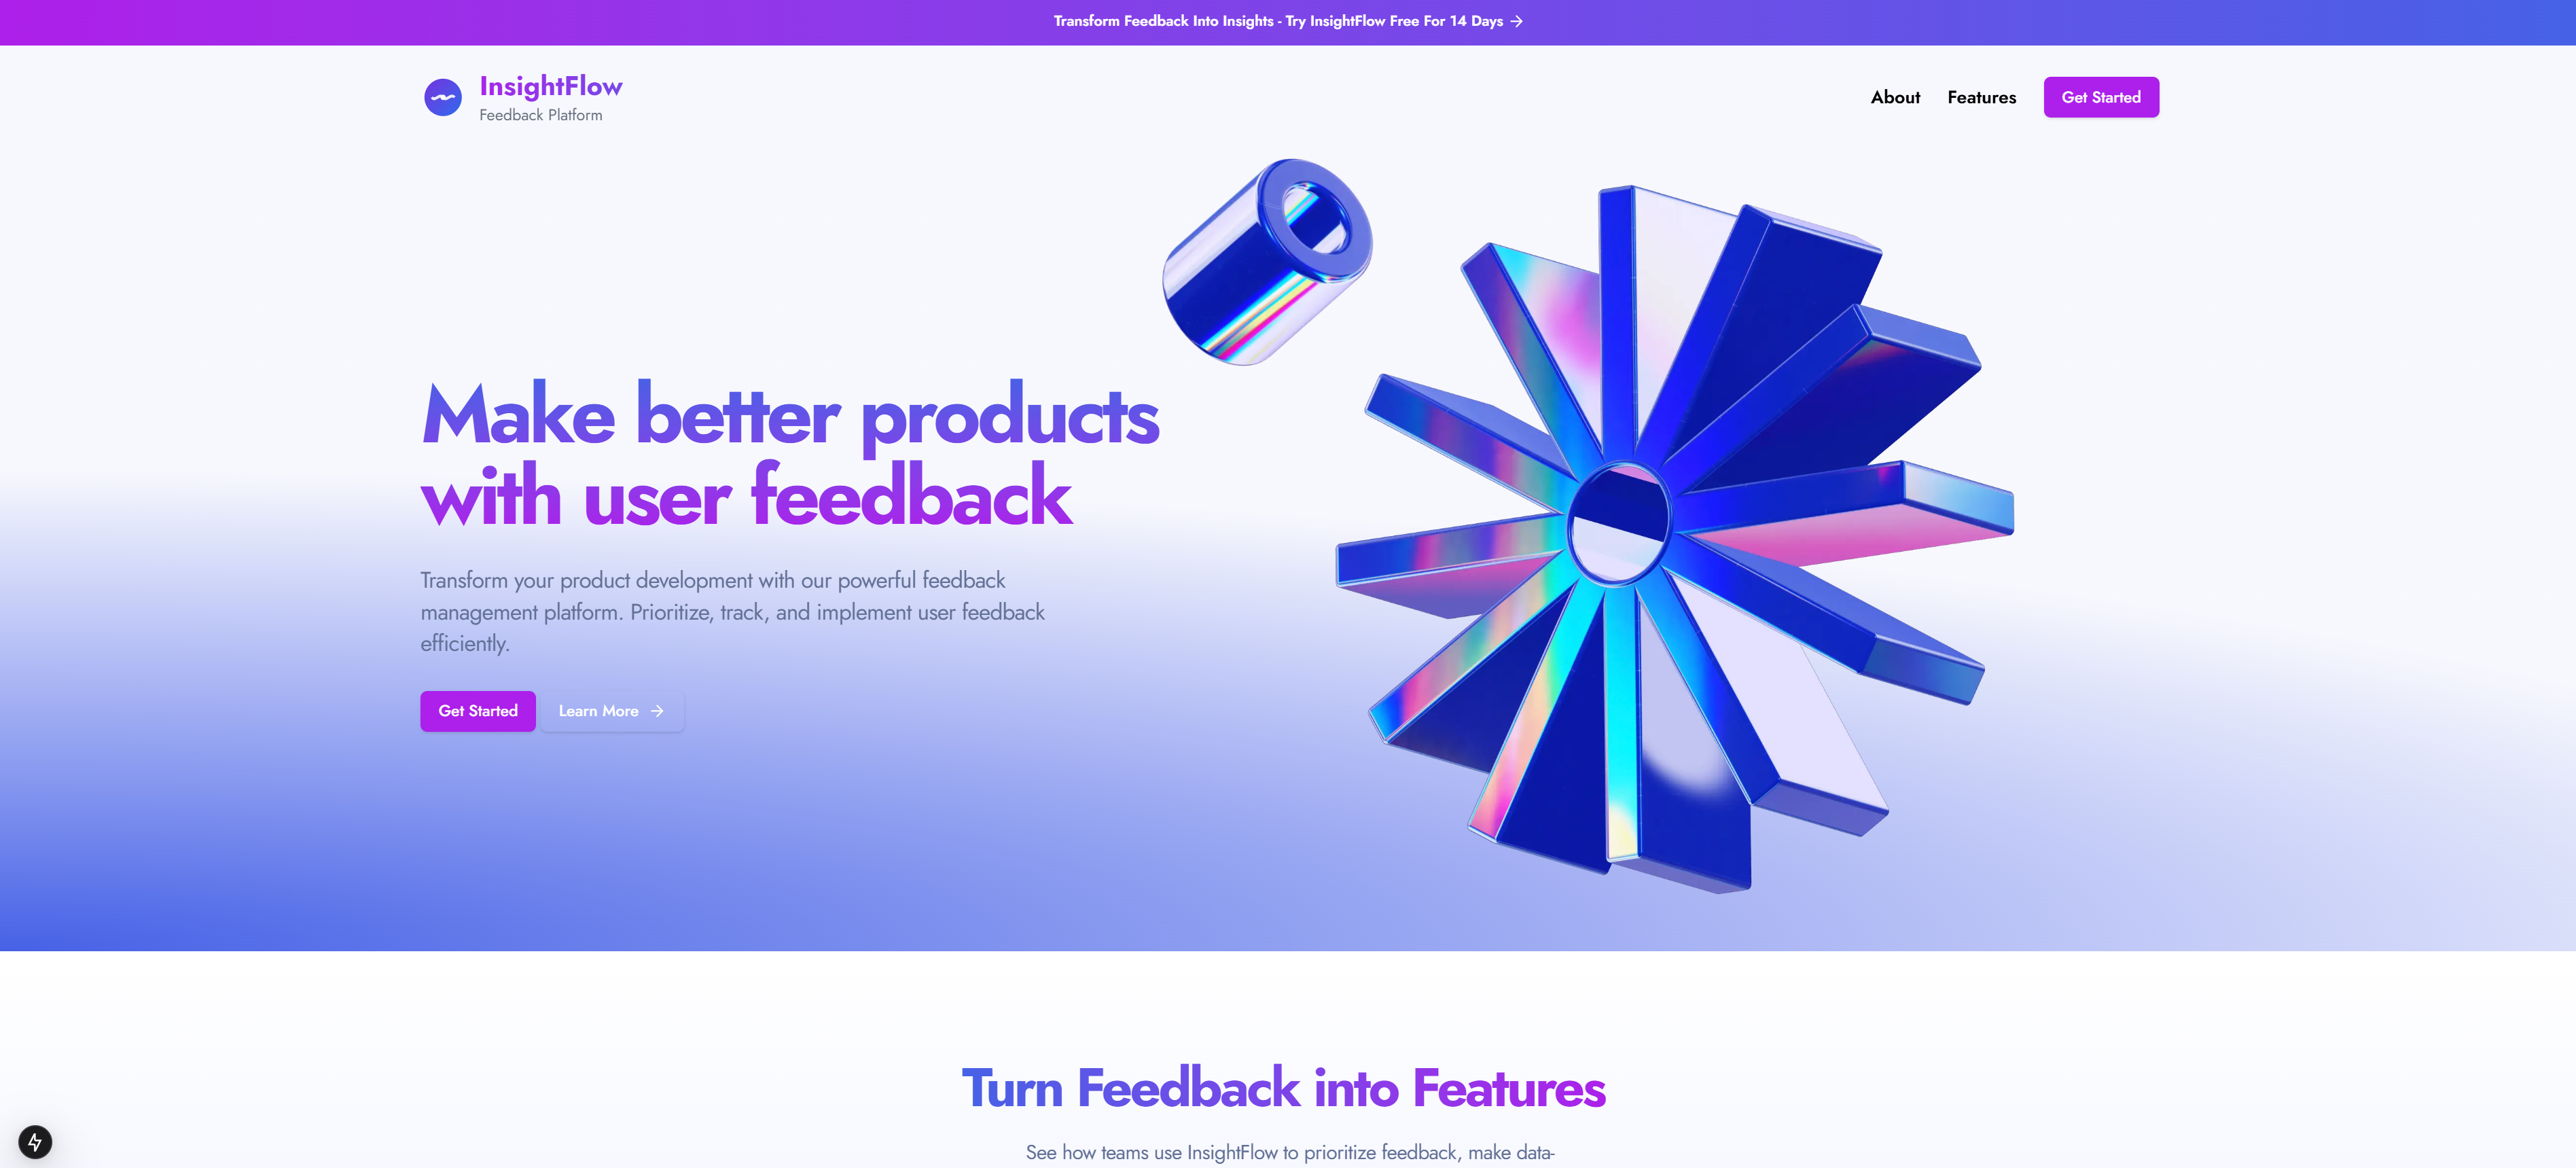 Transform Feedback Into Insights - Try InsightFlow Free For 14 Days →
InsightFlow
Feedback Platform
About
Features
Get Started
Make better products
with user feedback
Transform your product development with our powerful feedback
management platform. Prioritize, track, and implement user feedback
efficiently.
Get Started
Learn More →
Turn Feedback into Features
See how teams use InsightFlow to prioritize feedback, make data-